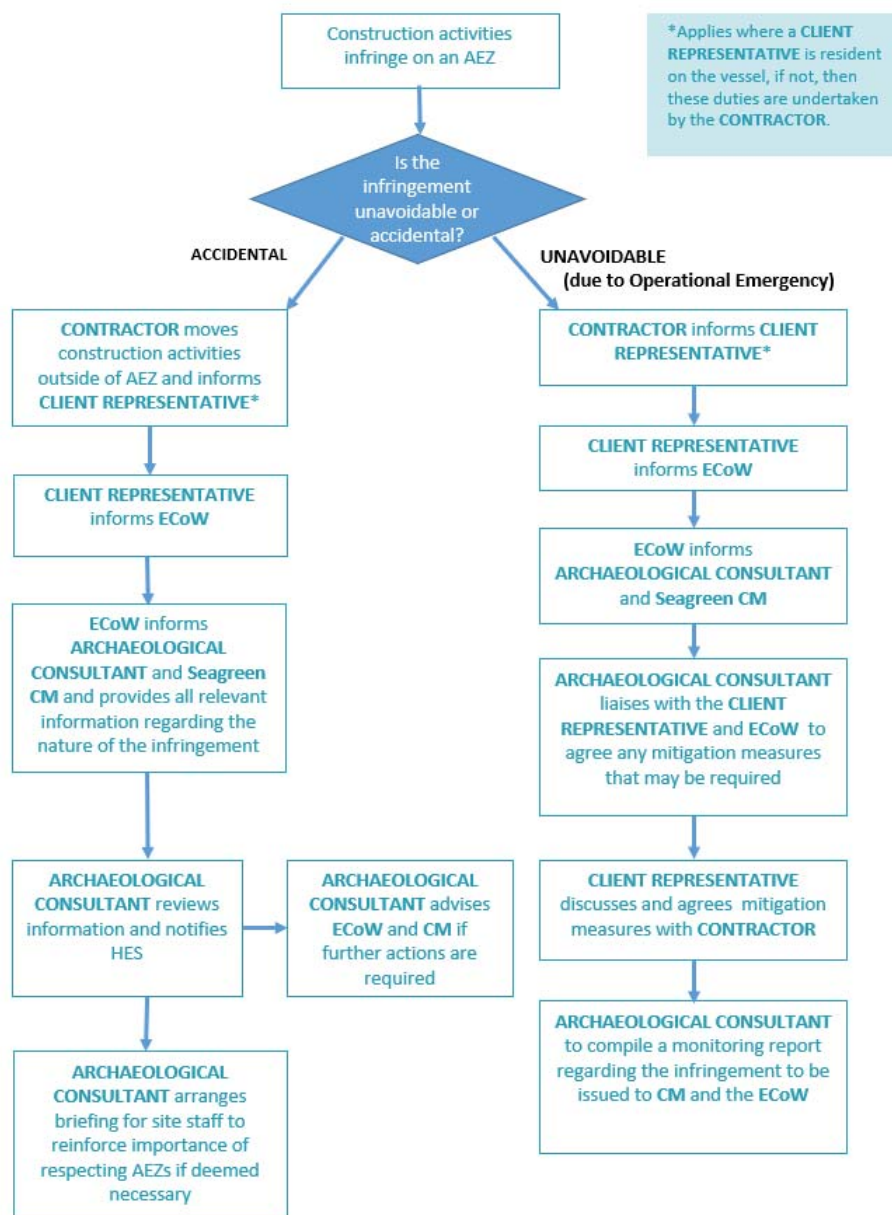 Construction activities
infringe on an AEZ
*Applies where a CLIENT
REPRESENTATIVE is resident
on the vessel, if not, then
these duties are undertaken
by the CONTRACTOR.
Is the
infringement
unavoidable or
accidental?
ACCIDENTAL
UNAVOIDABLE
(due to Operational Emergency)
CONTRACTOR moves
construction activities
outside of AEZ and informs
CLIENT REPRESENTATIVE*
CLIENT REPRESENTATIVE
informs ECoW
ECoW informs
ARCHAEOLOGICAL
CONSULTANT and Seagreen
CM and provides all relevant
information regarding the
nature of the infringement
ARCHAEOLOGICAL
CONSULTANT reviews
information and notifies
HES
ARCHAEOLOGICAL
CONSULTANT advises
ECoW and CM if
further actions are
required
ARCHAEOLOGICAL
CONSULTANT arranges
briefing for site staff to
reinforce importance of
respecting AEZs if deemed
necessary
CONTRACTOR informs CLIENT
REPRESENTATIVE*
CLIENT REPRESENTATIVE
informs ECoW
ECoW informs
ARCHAEOLOGICAL CONSULTANT
and Seagreen CM
ARCHAEOLOGICAL CONSULTANT
liaises with the CLIENT
REPRESENTATIVE and ECoW to
agree any mitigation measures
that may be required
CLIENT REPRESENTATIVE
discusses and agrees mitigation
measures with CONTRACTOR
ARCHAEOLOGICAL CONSULTANT
to compile a monitoring report
regarding the infringement to be
issued to CM and the ECoW